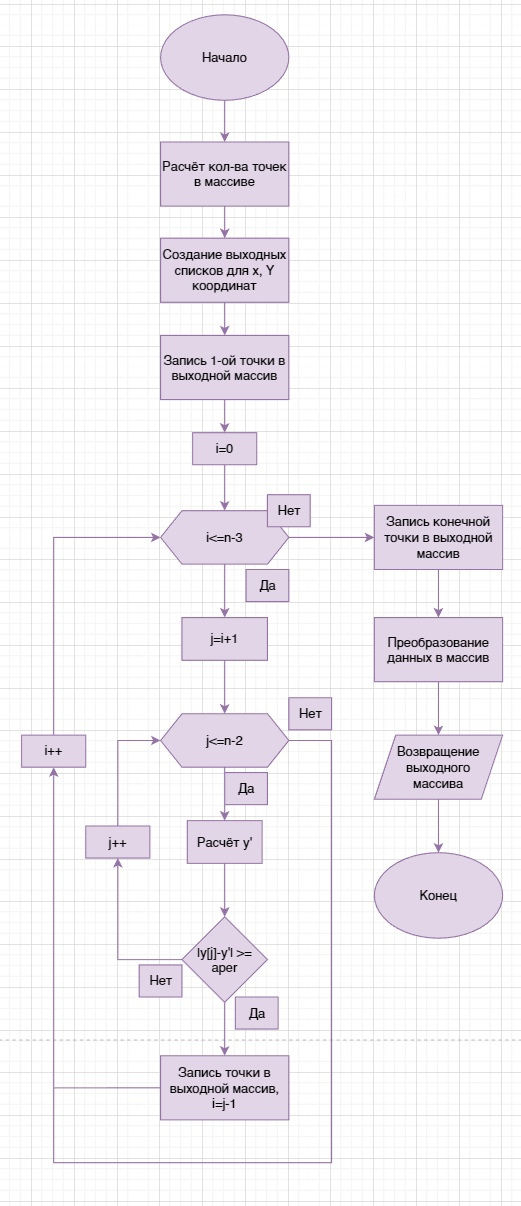 Начало
Расчёт кол-ва точек
в массиве
Создание выходных
списков для x, Y
координат
Запись 1-ой точки в
выходной массив
i=0
Нет
i<=n-3
Запись конечной
точки в выходной
массив
Да
j=i+1
Преобразование
данных в массив
Нет
j<=n-2
i++
Возвращение
выходного
массива
Да
j++
Расчёт y'
Конец
|y[j]-y'| >=
aper
Нет
Да
Запись точки в
выходной массив,
i=j-1